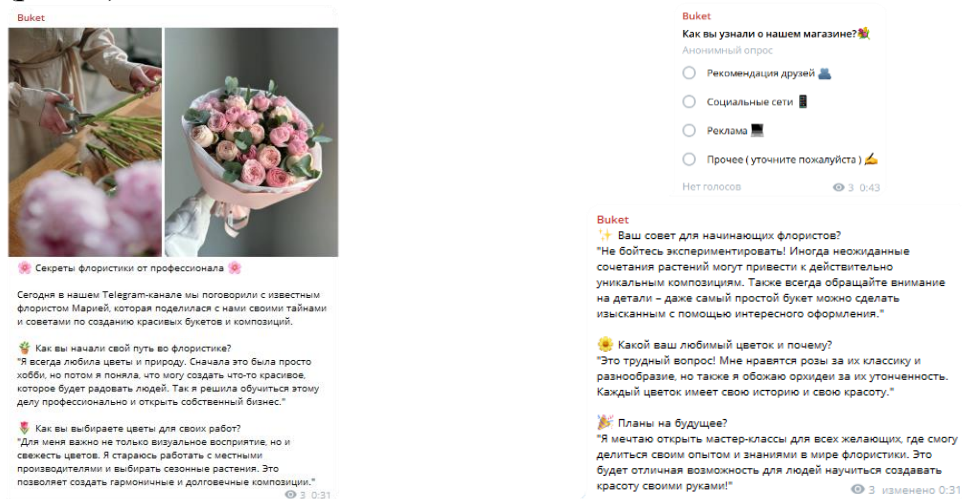 Buket
🌸 Секреты флористики от профессионала 🌸
Сегодня в нашем Telegram-канале мы поговорили с известным
флористом Марией, которая поделилась с нами своими тайнами
и советами по созданию красивых букетов и композиций.
🪴 Как вы начали свой путь во флористике?
"Я всегда любила цветы и природу. Сначала это была просто
хобби, но потом я поняла, что могу создать что-то красивое,
которое будет радовать людей. Так я решила обучиться этому
делу профессионально и открыть собственный бизнес."
🌷 Как вы выбираете цветы для своих работ?
"Для меня важно не только визуальное восприятие, но и
свежесть цветов. Я стараюсь работать с местными
производителями и выбирать сезонные растения. Это
позволяет создать гармоничные и долговечные композиции."
3 0:31
Buket
Как вы узнали о нашем магазине?💐
Анонимный опрос
Рекомендация друзей 👥
Социальные сети 📱
Реклама 💻
Прочее ( уточните пожалуйста ) ✍️
Нет голосов 3 0:43
Buket
✨ Ваш совет для начинающих флористов?
"Не бойтесь экспериментировать! Иногда неожиданные
сочетания растений могут привести к действительно
уникальным композициям. Также всегда обращайте внимание
на детали – даже самый простой букет можно сделать
изысканным с помощью интересного оформления."
🌼 Какой ваш любимый цветок и почему?
"Это трудный вопрос! Мне нравятся розы за их классику и
разнообразие, но также я обожаю орхидеи за их утонченность.
Каждый цветок имеет свою историю и свою красоту."
🎉 Планы на будущее?
"Я мечтаю открыть мастер-классы для всех желающих, где смогу
делиться своим опытом и знаниями в мире флористики. Это
будет отличная возможность для людей научиться создавать
красоту своими руками!"
3 изменено 0:31